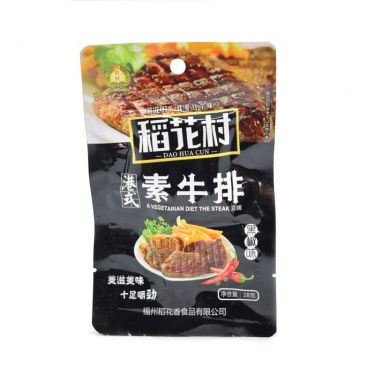 稻花村
DAO HUA CUN
港式
素牛排
A VEGETARIAN DIET THE STEAK 豆脯
黑椒味
美滋美味
十足嚼劲
净含量：28克
福州稻花香食品有限公司